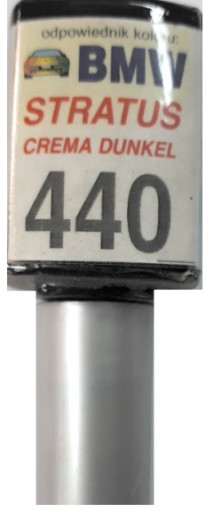 odpowiednik koloru:
BMW
STRATUS
CREMA DUNKEL
440